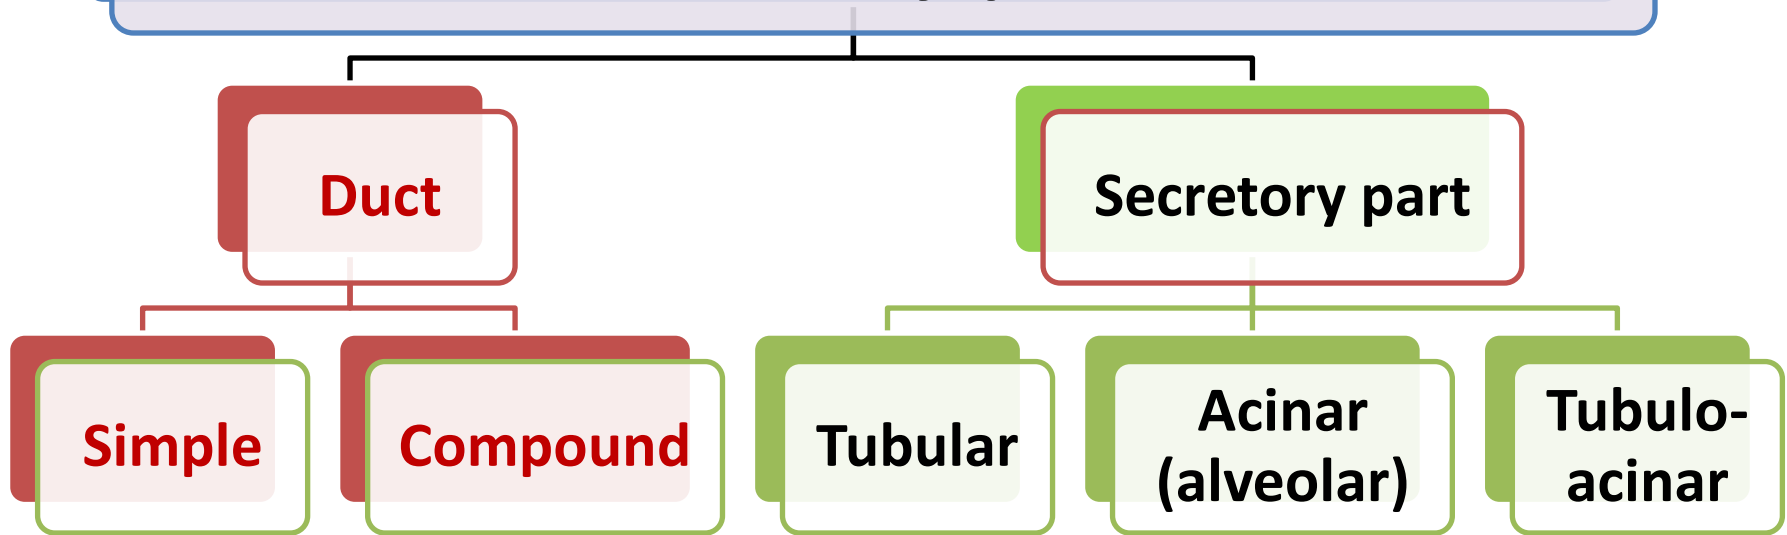 Duct
Secretory part
Simple
Compound
Tubular
Acinar
(alveolar)
Tubulo-
acinar